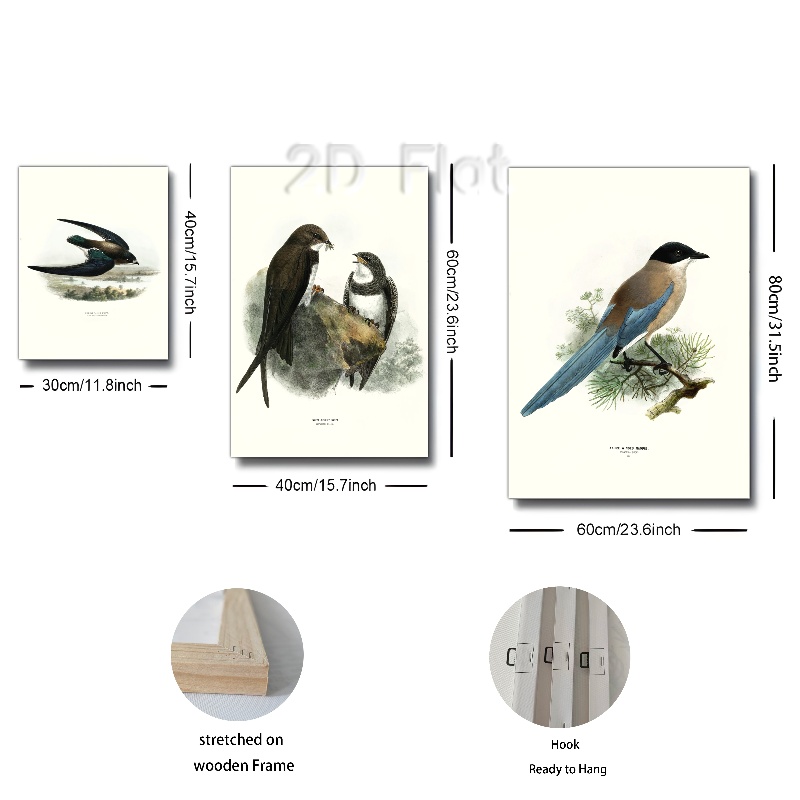 2D Flat
40cm/15.7inch
30cm/11.8inch
60cm/23.6inch
40cm/15.7inch
80cm/31.5inch
60cm/23.6inch
stretched on
wooden Frame
Hook
Ready to Hang